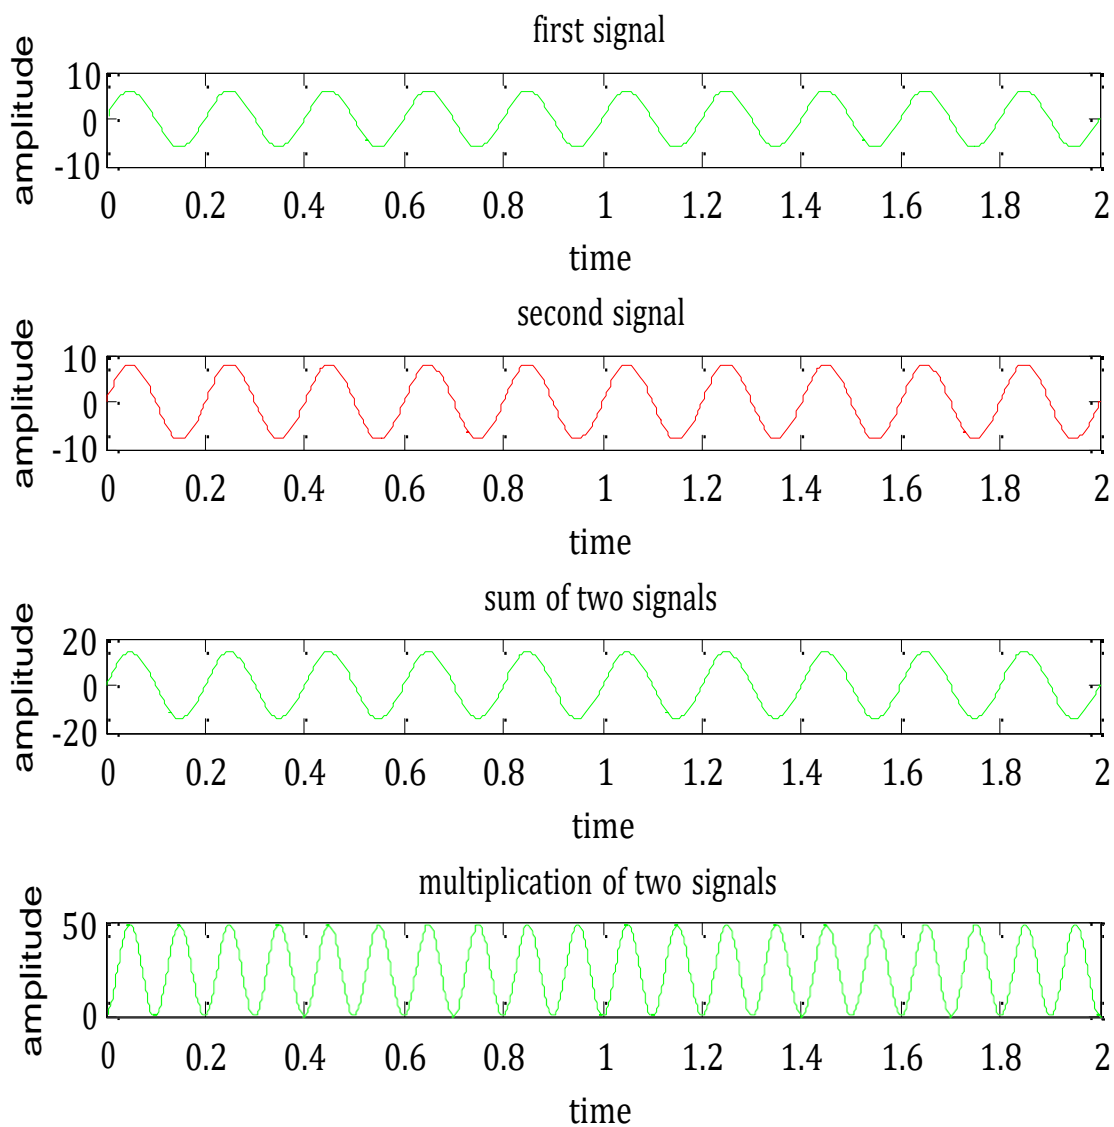 first signal
amplitude
10
0
-10
0 0.2 0.4 0.6 0.8 1 1.2 1.4 1.6 1.8 2
time
second signal
amplitude
10
0
-10
0 0.2 0.4 0.6 0.8 1 1.2 1.4 1.6 1.8 2
time
sum of two signals
amplitude
20
0
-20
0 0.2 0.4 0.6 0.8 1 1.2 1.4 1.6 1.8 2
time
multiplication of two signals
amplitude
50
0
0 0.2 0.4 0.6 0.8 1 1.2 1.4 1.6 1.8 2
time